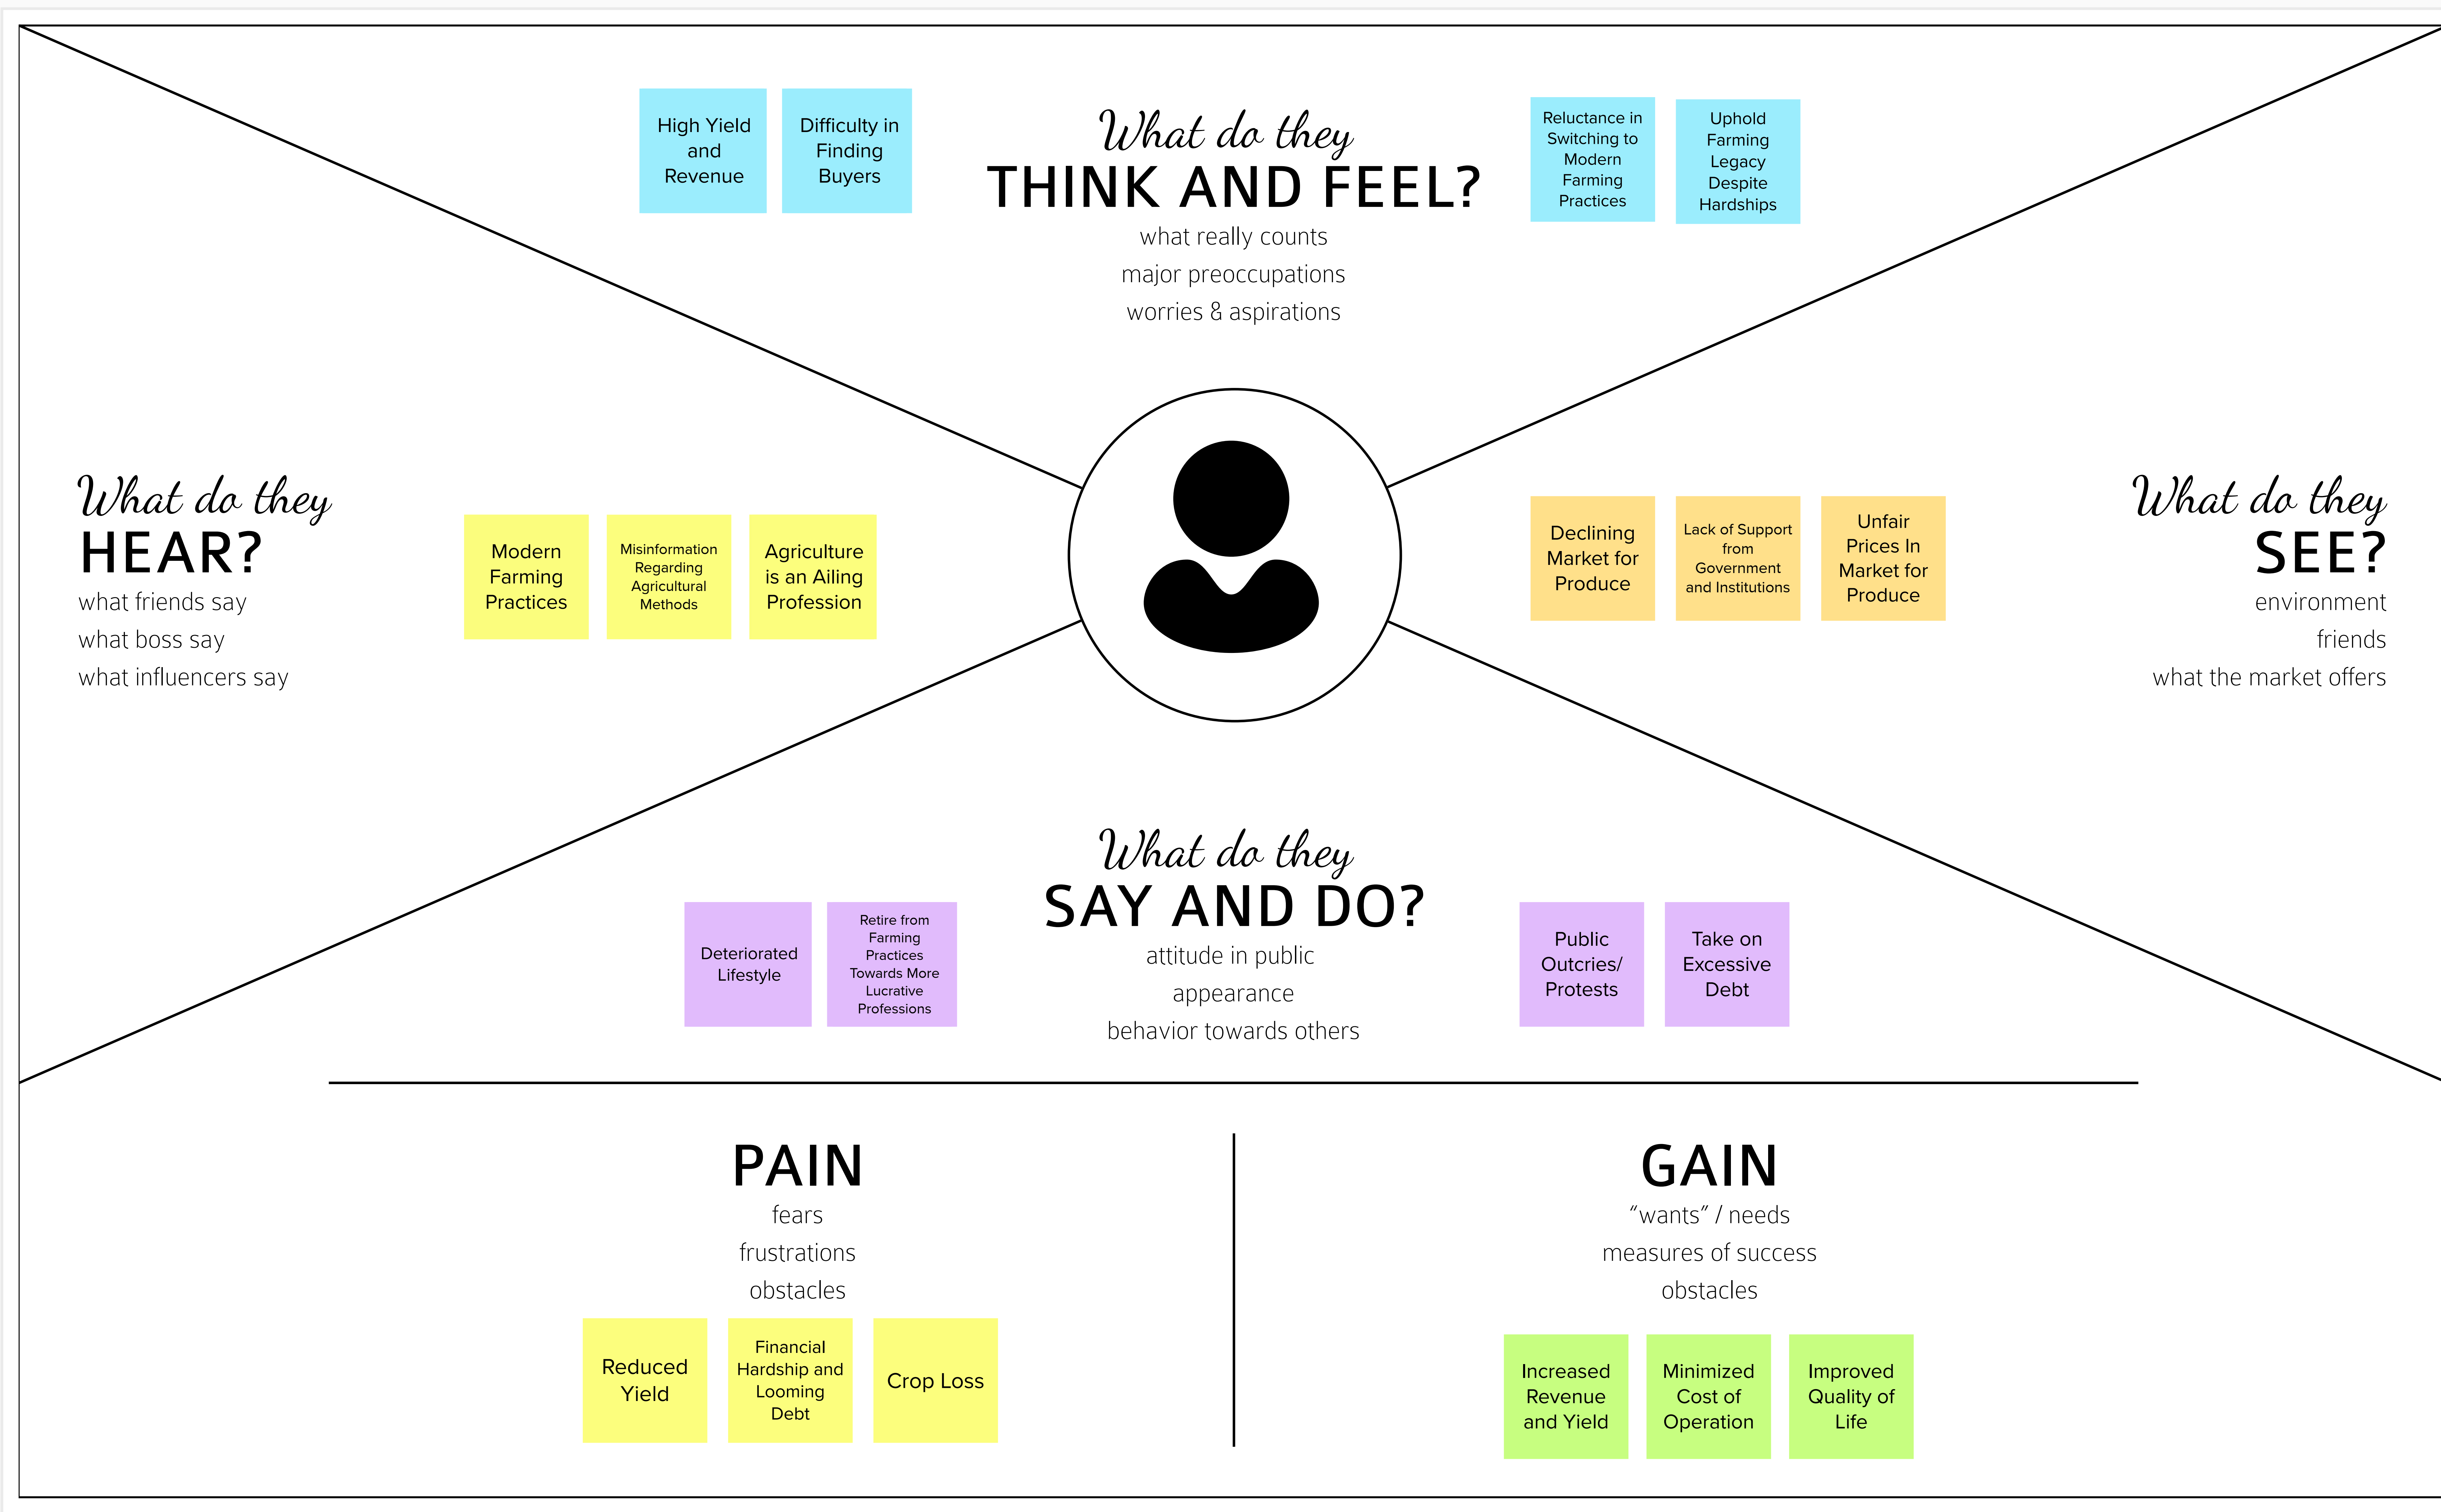 High Yield
and
Revenue
Difficulty in
Finding
Buyers
What do they
THINK AND FEEL?
what really counts
major preoccupations
worries & aspirations
Reluctance in
Switching to
Modern
Farming
Practices
Uphold
Farming
Legacy
Despite
Hardships
What do they
HEAR?
what friends say
what boss say
what influencers say
Modern
Farming
Practices
Misinformation
Regarding
Agricultural
Methods
Agriculture
is an Ailing
Profession
Declining
Market for
Produce
Lack of Support
from
Government
and Institutions
Unfair
Prices In
Market for
Produce
What do they
SEE?
environment
friends
what the market offers
Deteriorated
Lifestyle
Retire from
Farming
Practices
Towards More
Lucrative
Professions
What do they
SAY AND DO?
attitude in public
appearance
behavior towards others
Public
Outcries/
Protests
Take on
Excessive
Debt
PAIN
fears
frustrations
obstacles
Reduced
Yield
Financial
Hardship and
Looming
Debt
Crop Loss
GAIN
“wants” / needs
measures of success
obstacles
Increased
Revenue
and Yield
Minimized
Cost of
Operation
Improved
Quality of
Life